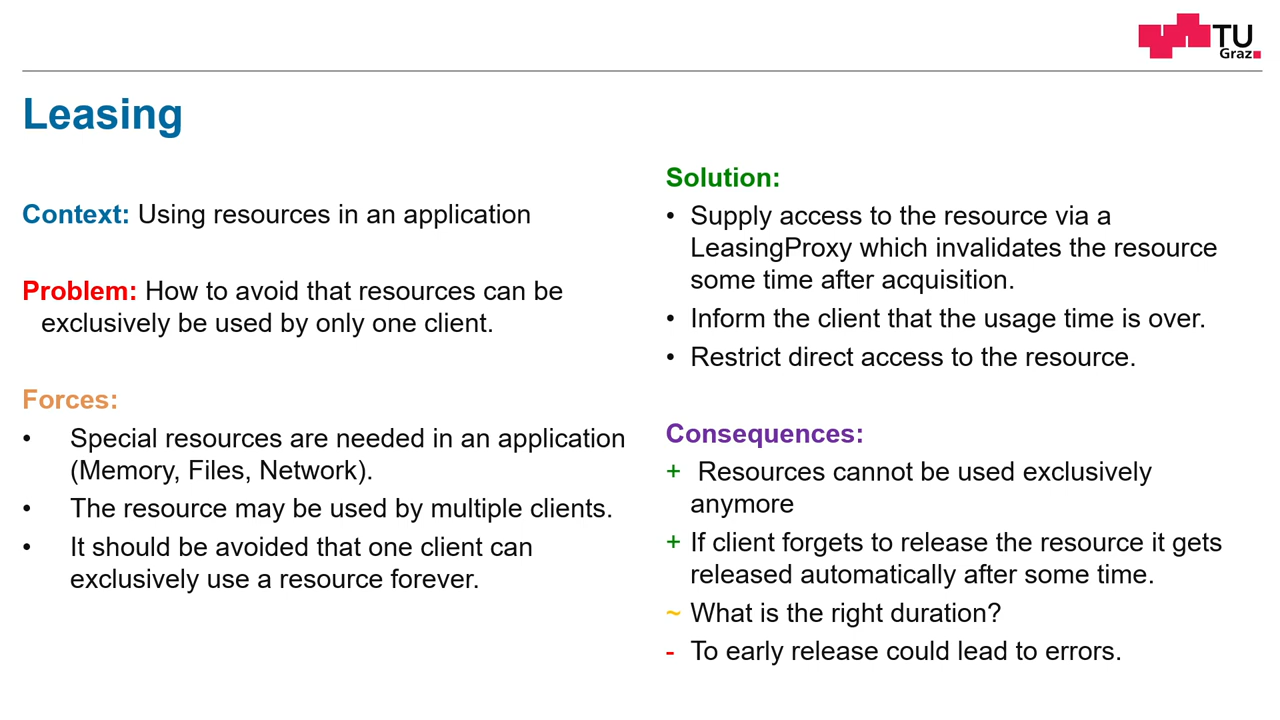 TU
Graz
Leasing
Context: Using resources in an application
Problem: How to avoid that resources can be
exclusively be used by only one client.
Forces:
• Special resources are needed in an application
(Memory, Files, Network).
• The resource may be used by multiple clients.
• It should be avoided that one client can
exclusively use a resource forever.
Solution:
• Supply access to the resource via a
LeasingProxy which invalidates the resource
some time after acquisition.
• Inform the client that the usage time is over.
• Restrict direct access to the resource.
Consequences:
+ Resources cannot be used exclusively
anymore
+ If client forgets to release the resource it gets
released automatically after some time.
~ What is the right duration?
- To early release could lead to errors.